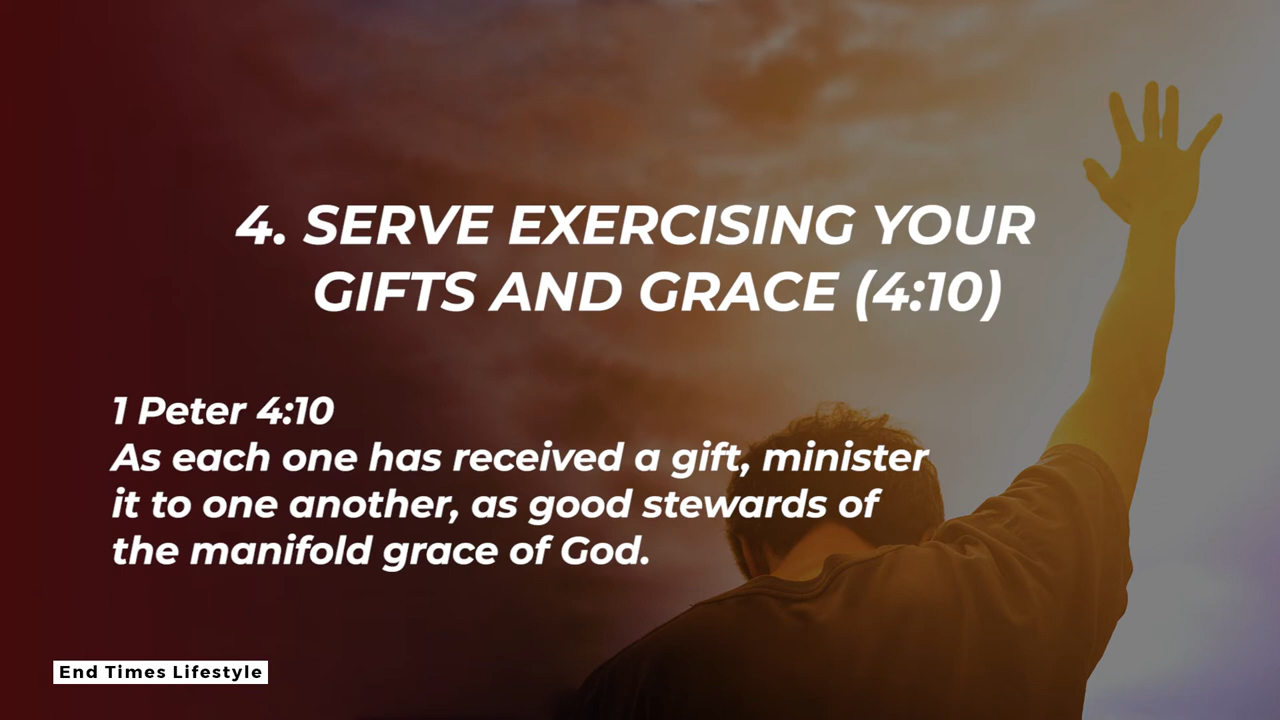 4. SERVE EXERCISING YOUR
GIFTS AND GRACE (4:10)
1 Peter 4:10
As each one has received a gift, minister
it to one another, as good stewards of
the manifold grace of God.
End Times Lifestyle